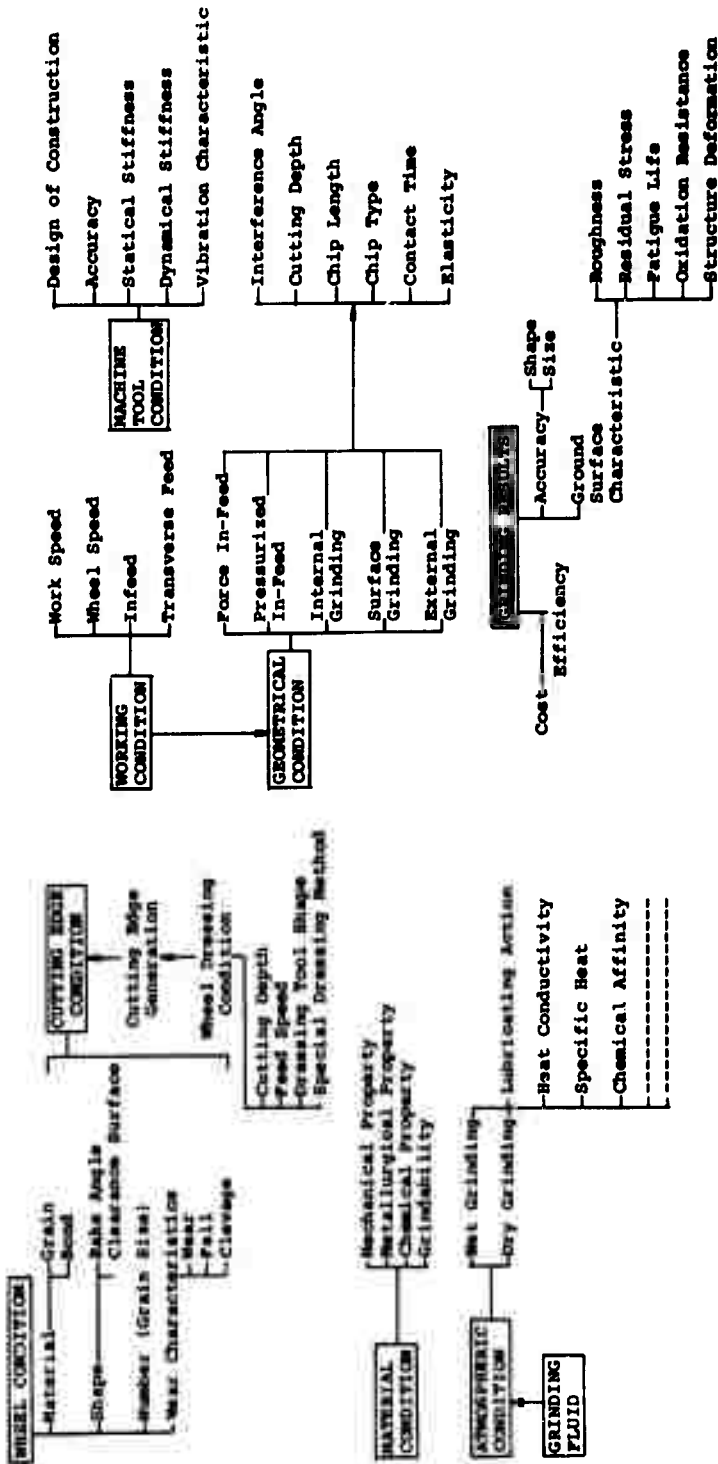 WHEEL CONDITION
Material
Grain
Bond
Shape
Rake Angle
Clearance Surface
Number (Grain Size)
Wear Characteristics
Wear
Fall
Clevage
CUTTING EDGE
CONDITION
Cutting Edge
Generation
Wheel Dressing
Condition
Cutting Depth
Feed Speed
Dressing Tool Shape
Special Dressing Method
MATERIAL
CONDITION
Mechanical Property
Metallurgical Property
Chemical Property
Grindability
ATMOSPHERIC
CONDITION
GRINDING
FLUID
Wet Grinding
Dry Grinding
Lubricating Action
Heat Conductivity
Specific Heat
Chemical Affinity
WORKING
CONDITION
Work Speed
Wheel Speed
Infeed
Transverse Feed
MACHINE
TOOL
CONDITION
Design of Construction
Accuracy
Statical Stiffness
Dynamical Stiffness
Vibration Characteristic
GEOMETRICAL
CONDITION
Force In-Feed
Pressurized
In-Feed
Internal
Grinding
Surface
Grinding
External
Grinding
Interference Angle
Cutting Depth
Chip Length
Chip Type
Contact Time
Elasticity
GRINDING RESULTS
Cost
Efficiency
Accuracy
Shape
Size
Ground
Surface
Characteristic
Roughness
Residual Stress
Fatigue Life
Oxidation Resistance
Structure Deformation